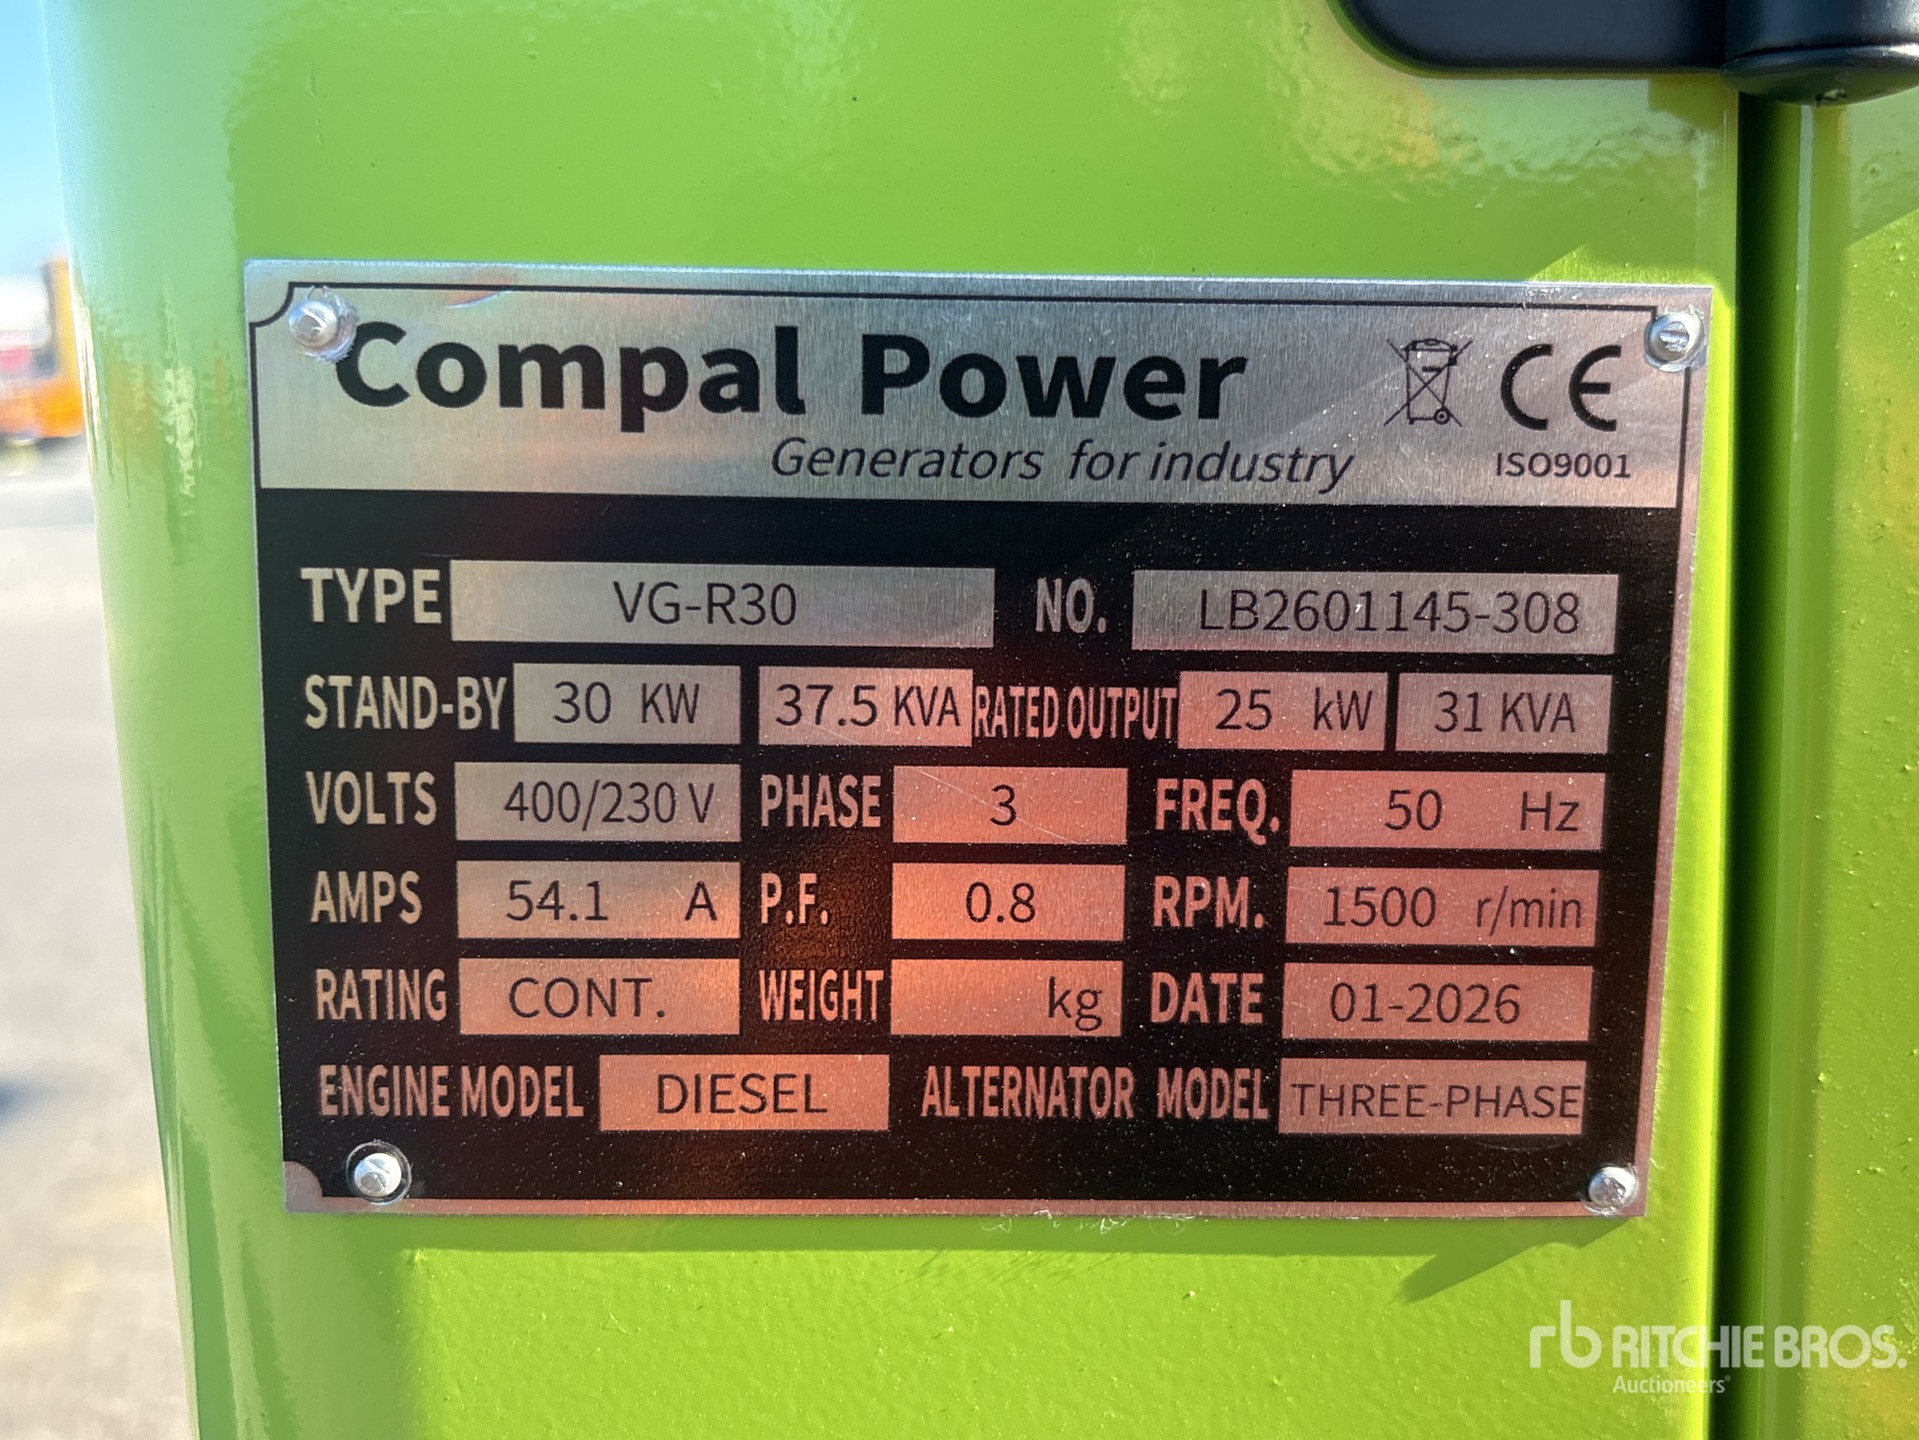 Compal Power
CE
Generators for industry
ISO9001
TYPE VG-R30 NO. LB2601145-308
STAND-BY 30 KW 37.5 KVA RATED OUTPUT 25 kW 31 KVA
VOLTS 400/230 V PHASE 3 FREQ. 50 Hz
AMPS 54.1 A P.F. 0.8 RPM. 1500 r/min
RATING CONT. WEIGHT kg DATE 01-2026
ENGINE MODEL DIESEL ALTERNATOR MODEL THREE-PHASE
rb RITCHIE BROS.
Auctioneers